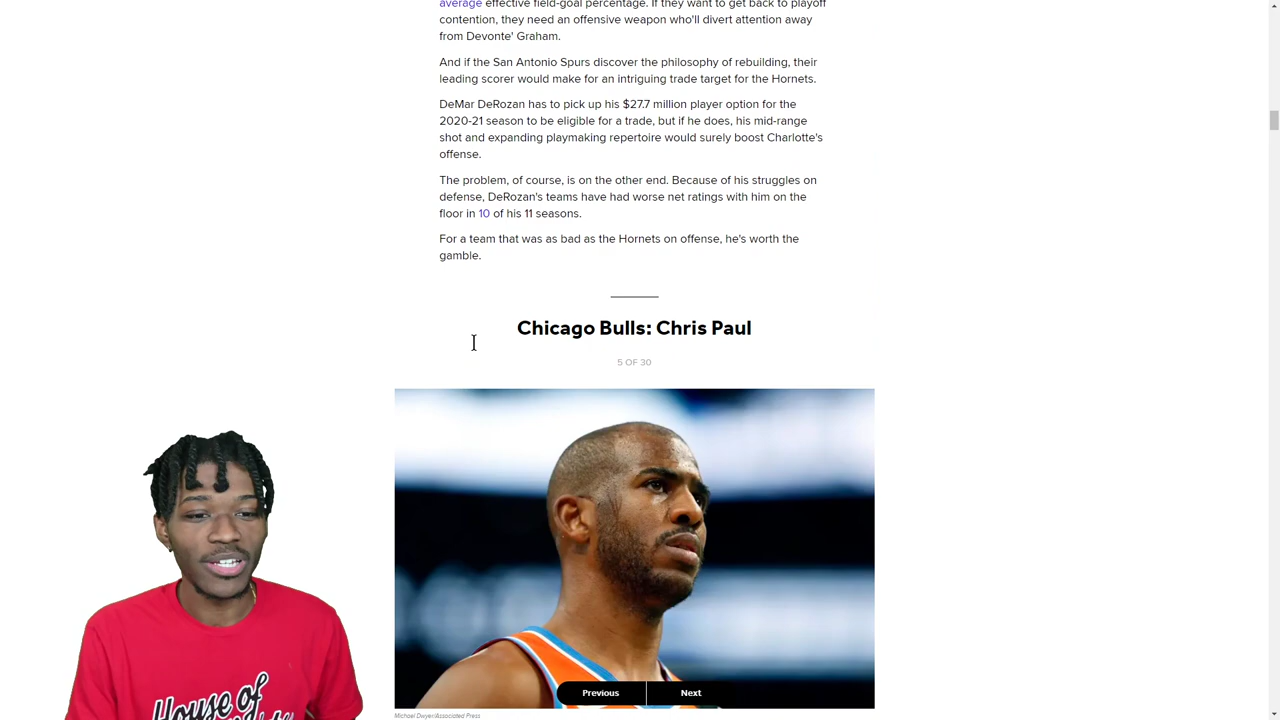 average effective field-goal percentage. If they want to get back to playoff
contention, they need an offensive weapon who'll divert attention away
from Devonte' Graham.
And if the San Antonio Spurs discover the philosophy of rebuilding, their
leading scorer would make for an intriguing trade target for the Hornets.
DeMar DeRozan has to pick up his $27.7 million player option for the
2020-21 season to be eligible for a trade, but if he does, his mid-range
shot and expanding playmaking repertoire would surely boost Charlotte's
offense.
The problem, of course, is on the other end. Because of his struggles on
defense, DeRozan's teams have had worse net ratings with him on the
floor in 10 of his 11 seasons.
For a team that was as bad as the Hornets on offense, he's worth the
gamble.
Chicago Bulls: Chris Paul
5 OF 30
Previous
Next
Michael Dwyer/Associated Press
House of